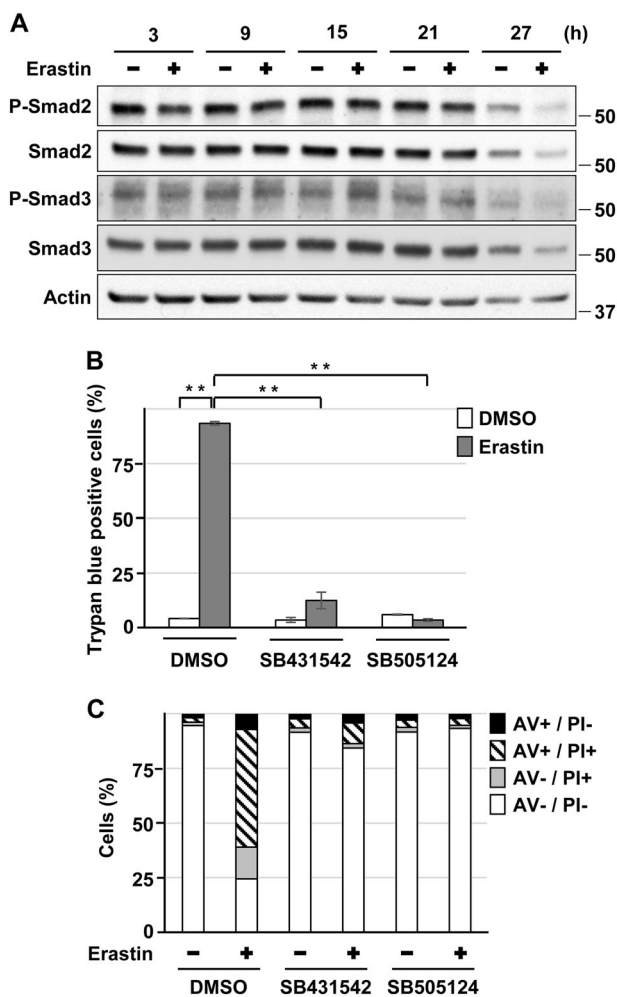 A
3 9 15 21 27 (h)
Erastin - + - + - + - + - +
P-Smad2 50
Smad2 50
P-Smad3 50
Smad3 50
Actin 37
B
Trypan blue positive cells (%)
75
50
25
0
** ** **
DMSO
Erastin
DMSO SB431542 SB505124
C
Cells (%)
75
50
25
0
AV+ / PI-
AV+ / PI+
AV- / PI+
AV- / PI-
Erastin - + - + - +
DMSO SB431542 SB505124